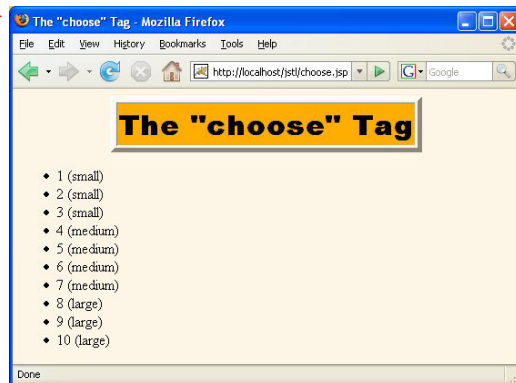 The "choose" Tag - Mozilla Firefox
File Edit View History Bookmarks Tools Help
http://localhost/jstl/choose.jsp G Google
The "choose" Tag
• 1 (small)
• 2 (small)
• 3 (small)
• 4 (medium)
• 5 (medium)
• 6 (medium)
• 7 (medium)
• 8 (large)
• 9 (large)
• 10 (large)
Done